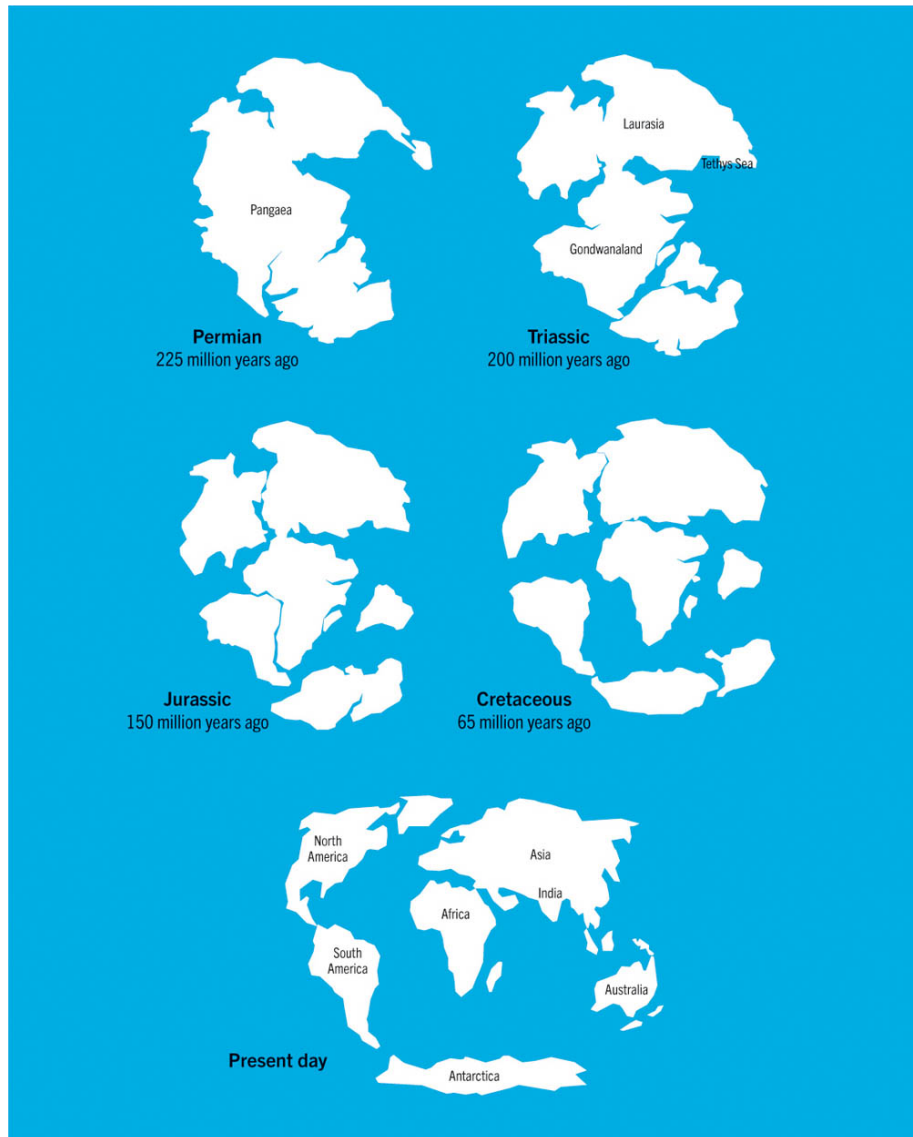 Pangaea
Permian
225 million years ago
Laurasia
Tethys Sea
Gondwanaland
Triassic
200 million years ago
Jurassic
150 million years ago
Cretaceous
65 million years ago
North
America
Asia
India
Africa
South
America
Australia
Present day
Antarctica